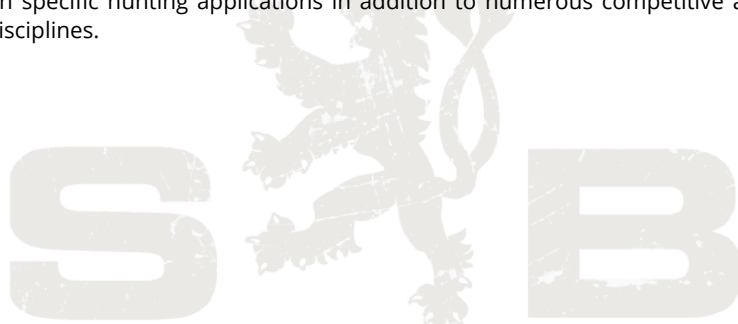 specific hunting applications in addition to numerous competitive
isciplines.
S B